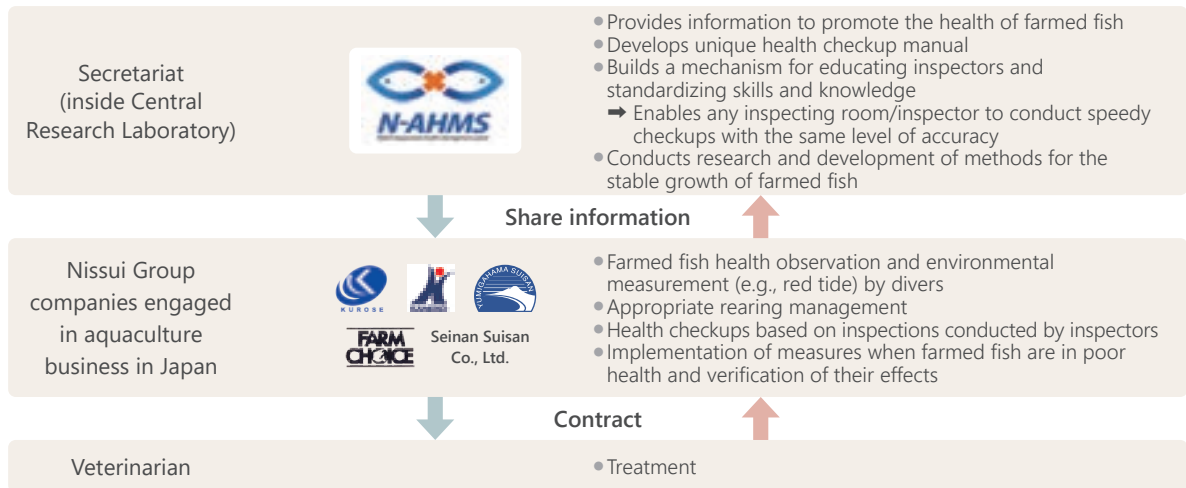 Secretariat
(inside Central
Research Laboratory)
N-AHMS
• Provides information to promote the health of farmed fish
• Develops unique health checkup manual
• Builds a mechanism for educating inspectors and
standardizing skills and knowledge
➡ Enables any inspecting room/inspector to conduct speedy
checkups with the same level of accuracy
• Conducts research and development of methods for the
stable growth of farmed fish
Share information
Nissui Group
companies engaged
in aquaculture
business in Japan
KUROSE
YUMIGAHAMA SUISAN
FARM
CHOICE
Seinan Suisan
Co., Ltd.
• Farmed fish health observation and environmental
measurement (e.g., red tide) by divers
• Appropriate rearing management
• Health checkups based on inspections conducted by inspectors
• Implementation of measures when farmed fish are in poor
health and verification of their effects
Contract
Veterinarian
• Treatment